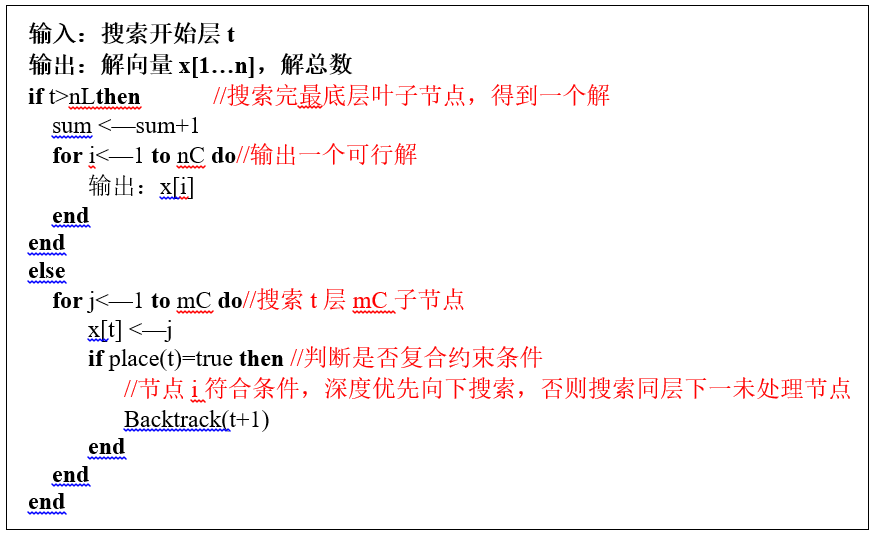 输入：搜索开始层 t
输出：解向量 x[1…n]，解总数
if t>nLthen //搜索完最底层叶子节点，得到一个解
sum <—sum+1
for i<—1 to nC do//输出一个可行解
输出：x[i]
end
end
else
for j<—1 to mC do//搜索 t 层 mC 子节点
x[t] <—j
if place(t)=true then //判断是否复合约束条件
//节点 i 符合条件，深度优先向下搜索，否则搜索同层下一未处理节点
Backtrack(t+1)
end
end
end